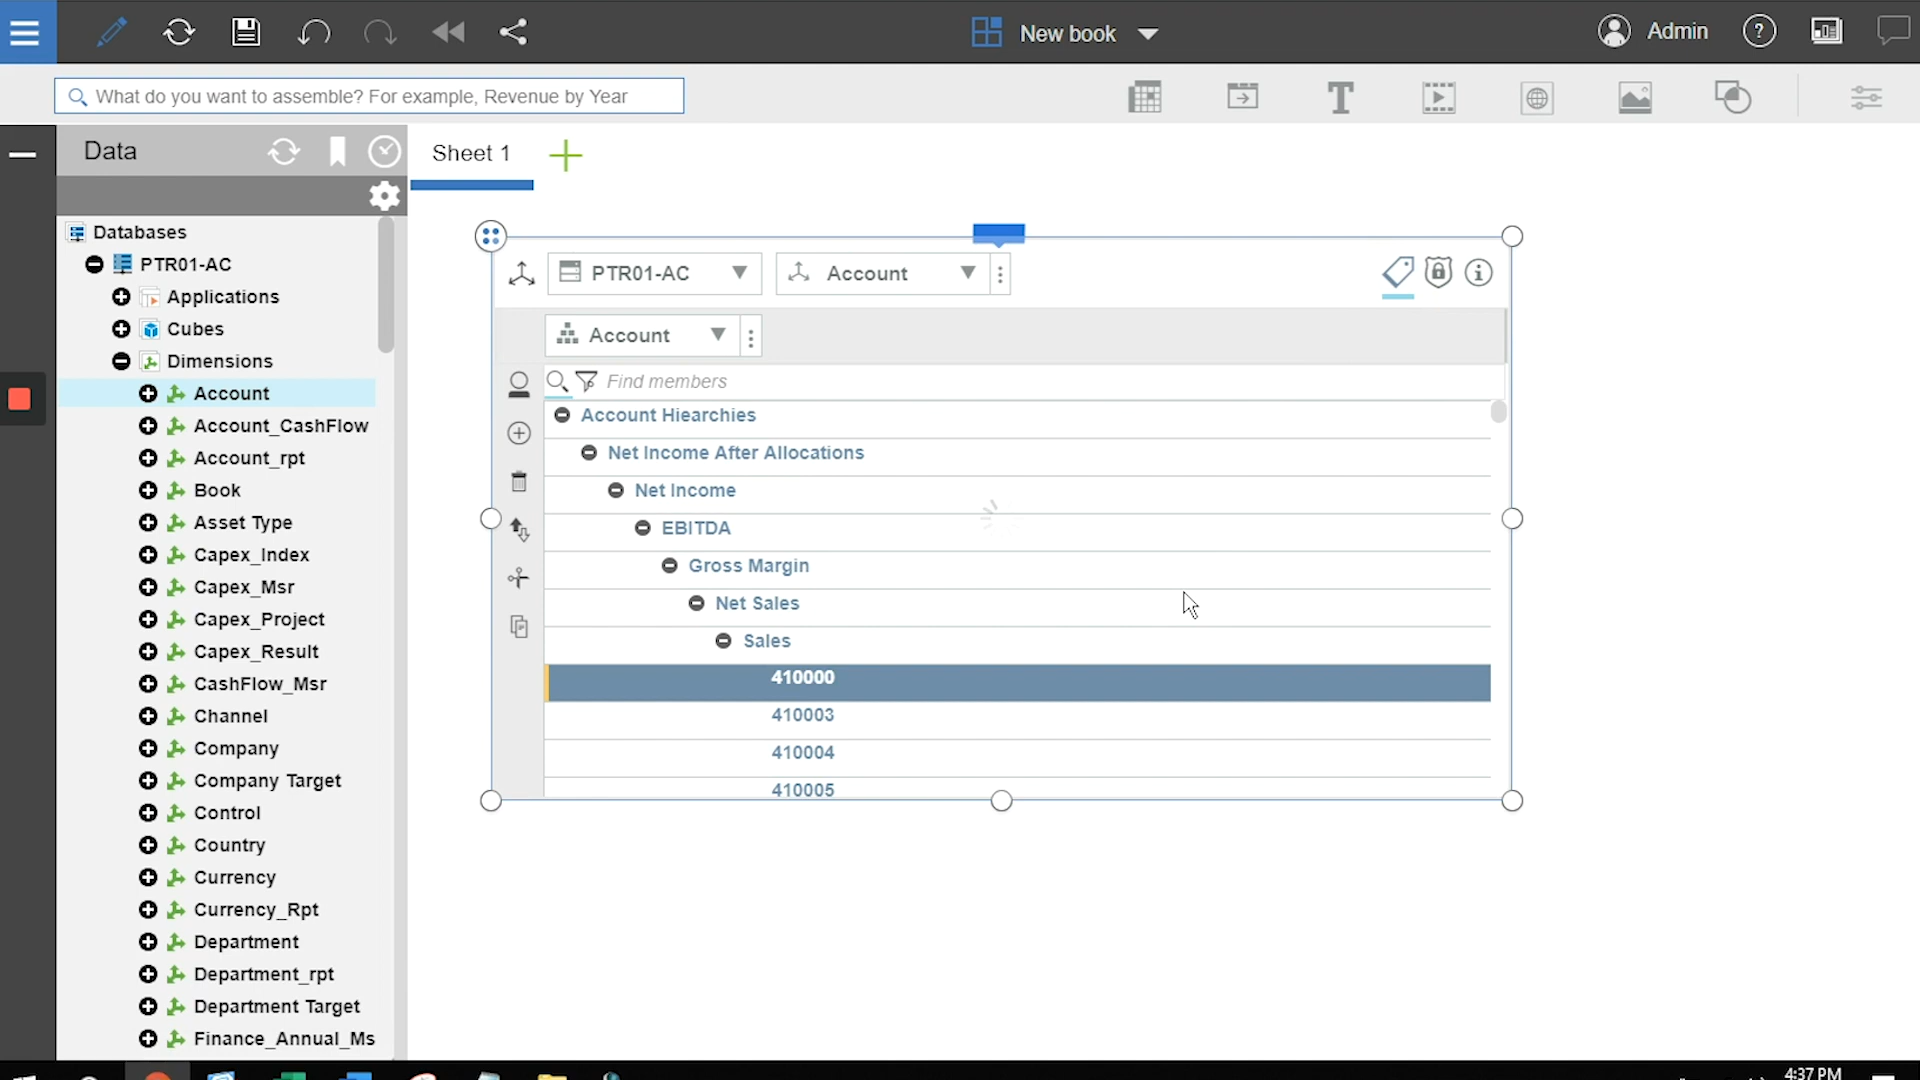 New book
Admin
What do you want to assemble? For example, Revenue by Year
Data
Sheet 1
Databases
PTR01-AC
Applications
Cubes
Dimensions
Account
Account_CashFlow
Account_rpt
Book
Asset Type
Capex_Index
Capex_Msr
Capex_Project
Capex_Result
CashFlow_Msr
Channel
Company
Company Target
Control
Country
Currency
Currency_Rpt
Department
Department_rpt
Department Target
Finance_Annual_Ms
PTR01-AC
Account
Account
Find members
Account Hiearchies
Net Income After Allocations
Net Income
EBITDA
Gross Margin
Net Sales
Sales
410000
410003
410004
410005
4:37 PM